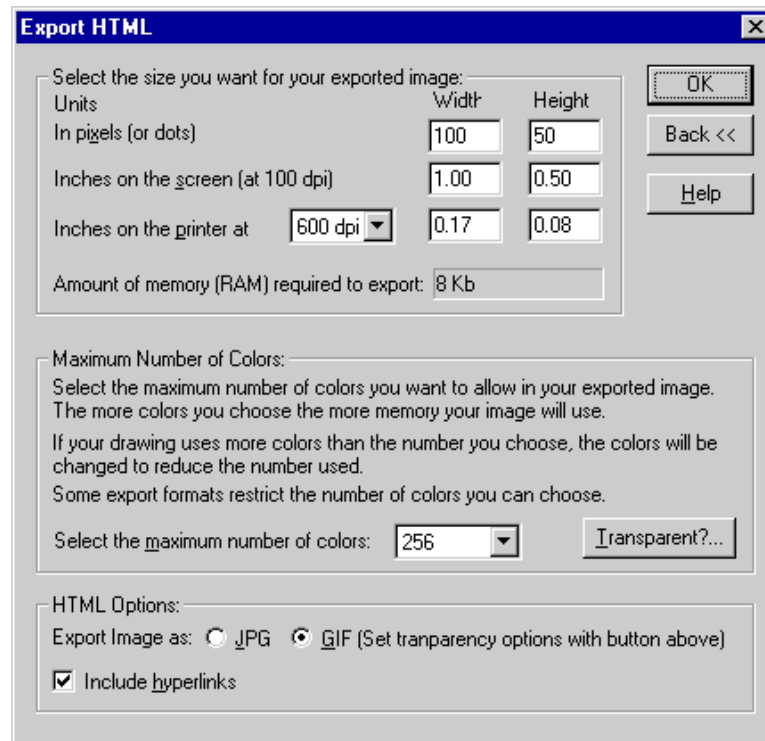 Export HTML
Select the size you want for your exported image:
Units Width Height
In pixels (or dots) 100 50
Inches on the screen (at 100 dpi) 1.00 0.50
Inches on the printer at 600 dpi 0.17 0.08
Amount of memory (RAM) required to export: 8 Kb
OK
Back <<
Help
Maximum Number of Colors:
Select the maximum number of colors you want to allow in your exported image.
The more colors you choose the more memory your image will use.
If your drawing uses more colors than the number you choose, the colors will be
changed to reduce the number used.
Some export formats restrict the number of colors you can choose.
Select the maximum number of colors: 256 Transparent?...
HTML Options:
Export Image as: JPG GIF (Set tranparency options with button above)
Include hyperlinks